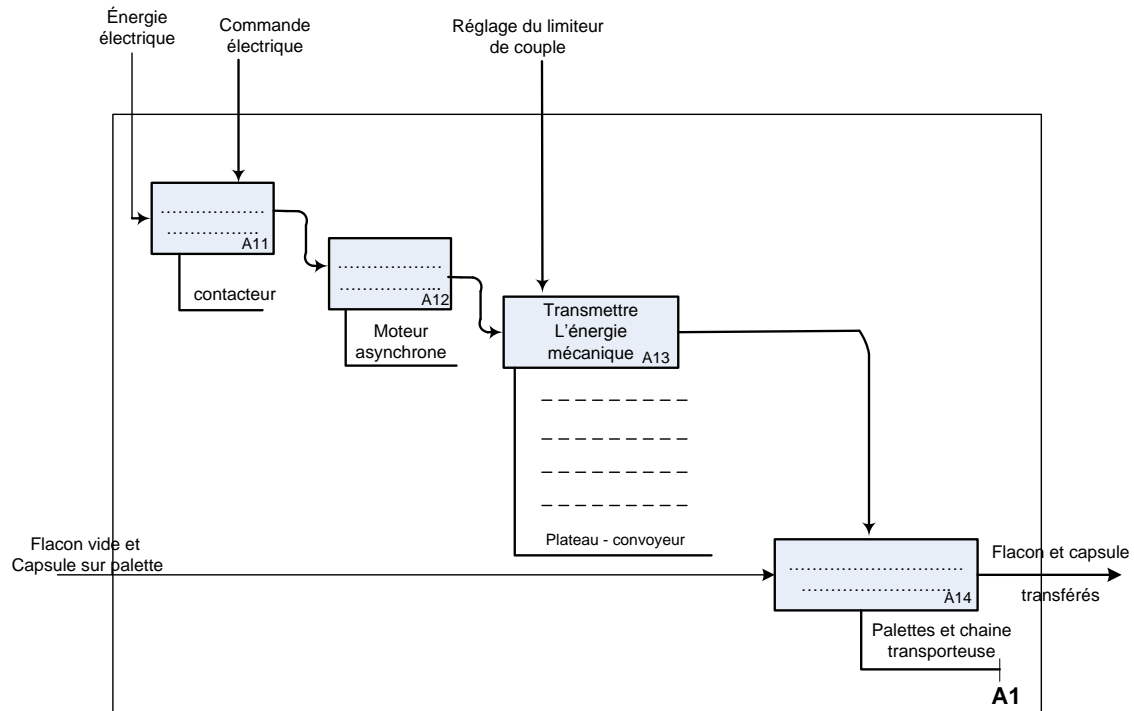 Énergie
électrique
Commande
électrique
Réglage du limiteur
de couple
..................
................
A11
contacteur
..................
.................
A12
Moteur
asynchrone
Transmettre
L'énergie
mécanique
A13
Plateau - convoyeur
Flacon vide et
Capsule sur palette
..............................
..........................
A14
Flacon et capsule
transférés
Palettes et chaine
transporteuse
A1